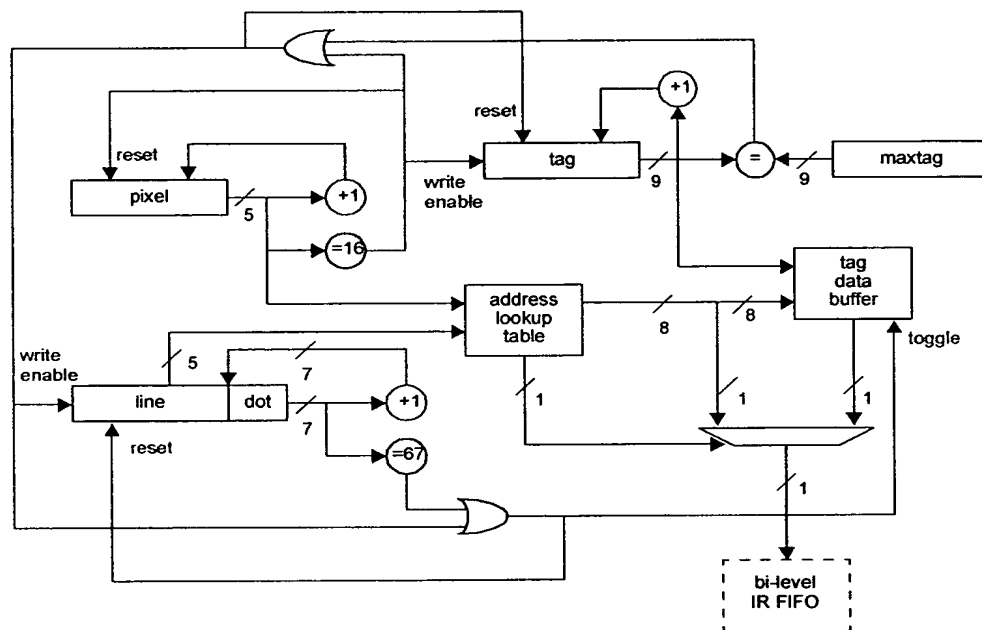 reset
+1
reset
tag
=
maxtag
9
9
write
enable
pixel
5
+1
=16
tag
data
buffer
address
lookup
table
8
8
toggle
write
enable
5
7
1
1
1
line
dot
+1
7
reset
=67
1
bi-level
IR FIFO